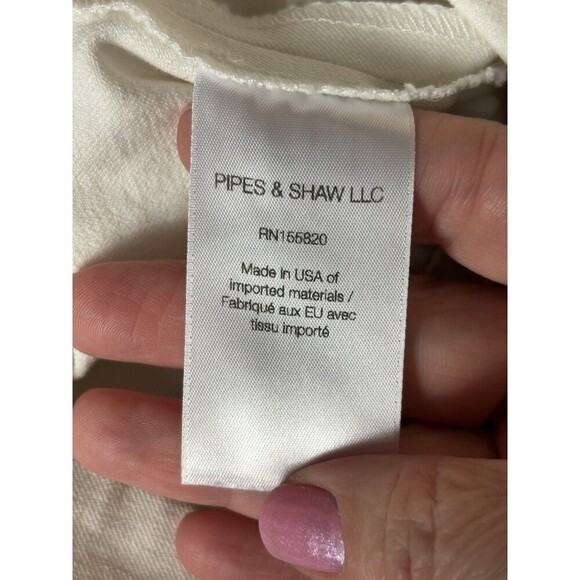 PIPES & SHAW LLC
RN155820
Made in USA of
imported materials /
Fabriqué aux EU avec
tissu importé